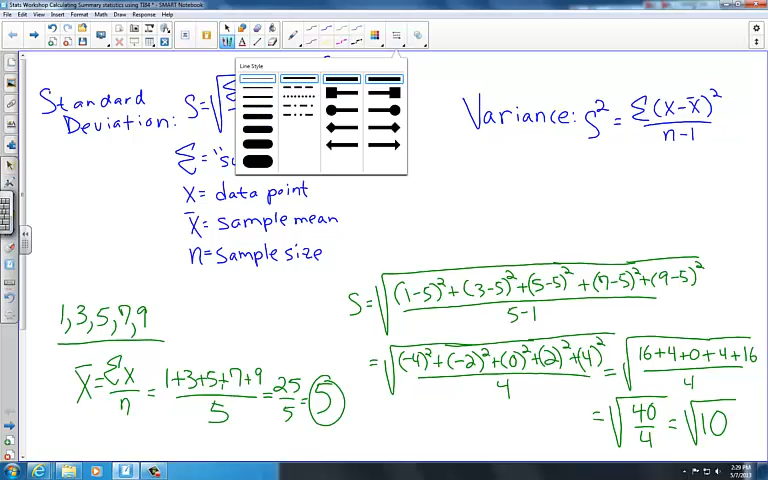 Stats Workshop Calculating Summary statistics using TI84 * - SMART Notebook
File Edit View Insert Format Math Draw Response Help
Line Style
Standard Deviation: S=√
Σ="su
X= data point
X̄= sample mean
n= sample size
Variance: S² = Σ(X-X̄)² / n-1
1,3,5,7,9
X̄ = ΣX / n = 1+3+5+7+9 / 5 = 25/5 = 5
S = √((1-5)²+(3-5)²+(5-5)²+(7-5)²+(9-5)² / 5-1)
= √((-4)²+(-2)²+(0)²+(2)²+(4)² / 4) = √(16+4+0+4+16 / 4)
= √(40/4) = √10
2:29 PM
5/7/2013